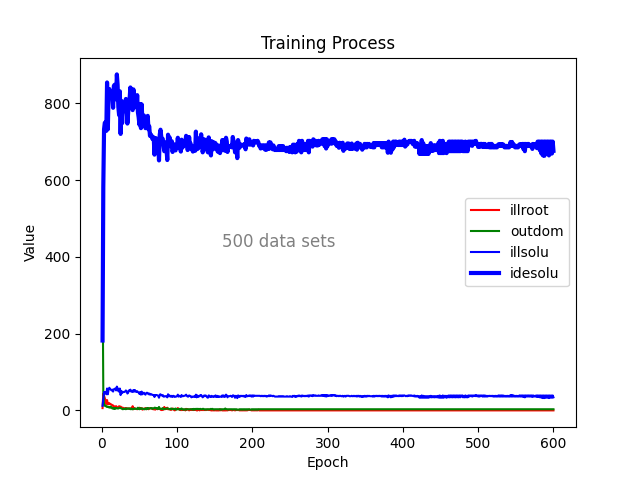 Training Process
Value
800
600
400
200
0
500 data sets
illroot
outdom
illsolu
idesolu
0 100 200 300 400 500 600
Epoch